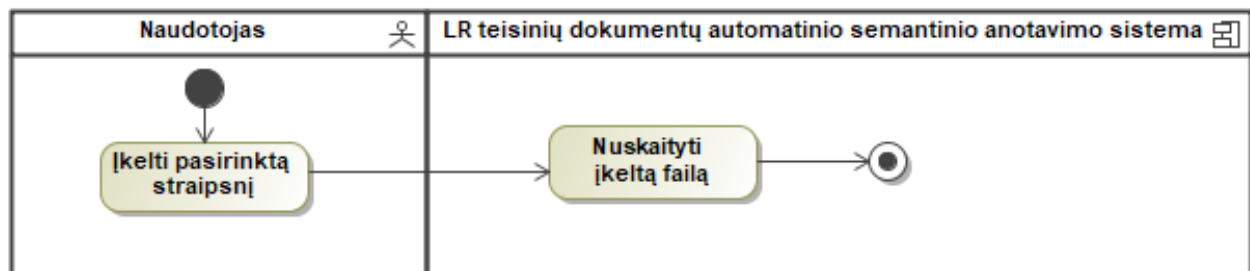 Naudotojas
LR teisinių dokumentų automatinio semantinio anotavimo sistema
Įkelti pasirinktą
straipsnį
Nuskaityti
įkeltą failą